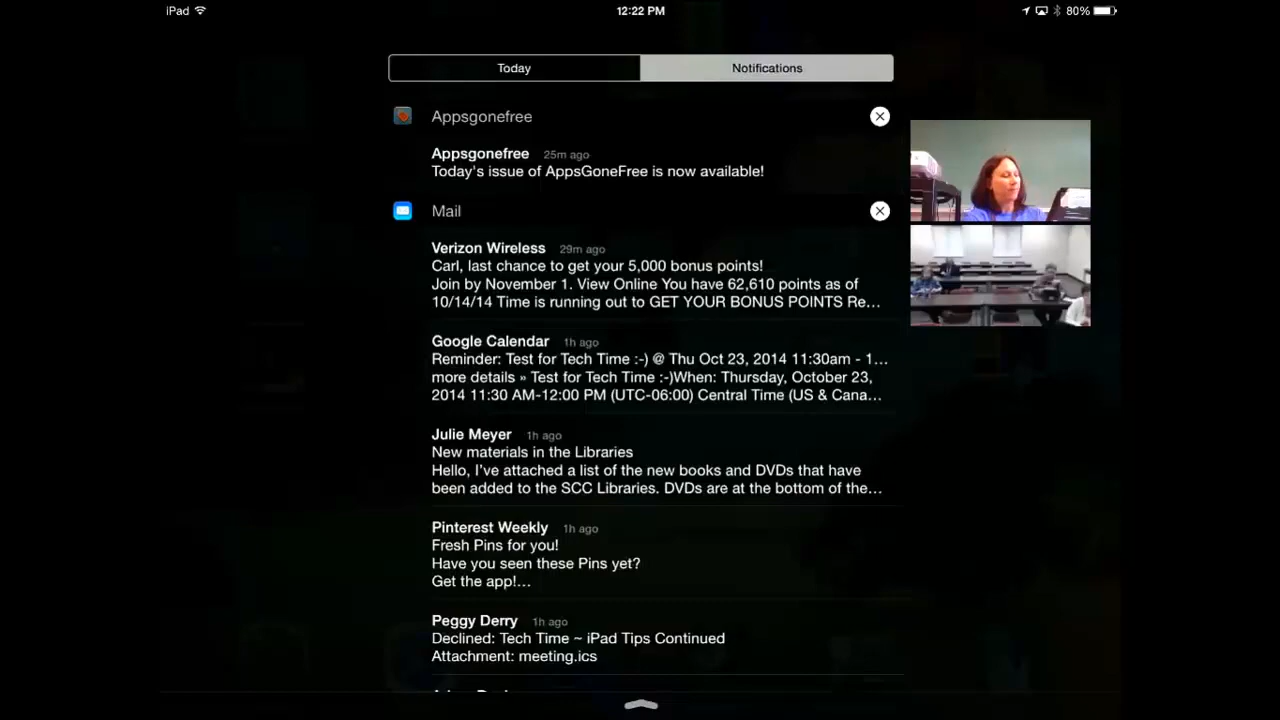 iPad
12:22 PM
80%
Today
Notifications
Appsgonefree
Appsgonefree 25m ago
Today's issue of AppsGoneFree is now available!
Mail
Verizon Wireless 29m ago
Carl, last chance to get your 5,000 bonus points!
Join by November 1. View Online You have 62,610 points as of
10/14/14 Time is running out to GET YOUR BONUS POINTS Re…
Google Calendar 1h ago
Reminder: Test for Tech Time :-) @ Thu Oct 23, 2014 11:30am - 1…
more details » Test for Tech Time :-)When: Thursday, October 23,
2014 11:30 AM-12:00 PM (UTC-06:00) Central Time (US & Cana…
Julie Meyer 1h ago
New materials in the Libraries
Hello, I've attached a list of the new books and DVDs that have
been added to the SCC Libraries. DVDs are at the bottom of the…
Pinterest Weekly 1h ago
Fresh Pins for you!
Have you seen these Pins yet?
Get the app!…
Peggy Derry 1h ago
Declined: Tech Time ~ iPad Tips Continued
Attachment: meeting.ics